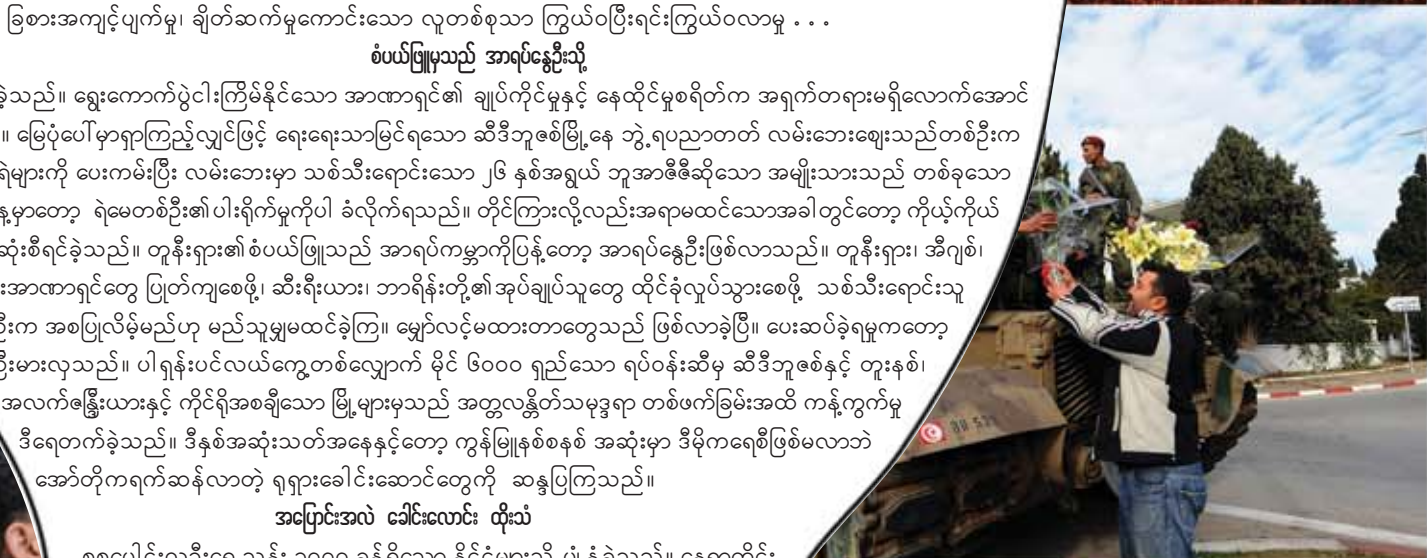 ခြစားအကျင့်ပျက်မှု၊ ချိတ်ဆက်မှုကောင်းသော လူတစ်စုသာ ကြွယ်ဝပြီးရင်းကြွယ်ဝလာမှု . . .
စံပယ်ဖြူမှသည် အာရပ်နွေဦးသို့
ခဲ့သည်။ ရွေးကောက်ပွဲငါးကြိမ်နိုင်သော အာဏာရှင်၏ ချုပ်ကိုင်မှုနှင့် နေထိုင်မှုစရိတ်က အရှက်တရားမရှိလောက်အောင်
။ မြေပုံပေါ်မှာရှာကြည့်လျှင်ဖြင့် ရေးရေးသာမြင်ရသော ဆီဒီဘူဇစ်မြို့နေ ဘွဲ့ရပညာတတ် လမ်းဘေးဈေးသည်တစ်ဦးက
ရဲများကို ပေးကမ်းပြီး လမ်းဘေးမှာ သစ်သီးရောင်းသော ၂၆ နှစ်အရွယ် ဘူအာဇီဇီဆိုသော အမျိုးသားသည် တစ်ခုသော
နေ့မှာတော့ ရဲမေတစ်ဦး၏ပါးရိုက်မှုကိုပါ ခံလိုက်ရသည်။ တိုင်ကြားလို့လည်းအရာမထင်သောအခါတွင်တော့ ကိုယ့်ကိုယ်
ဆုံးစီရင်ခဲ့သည်။ တူနီးရှား၏စံပယ်ဖြူသည် အာရပ်ကမ္ဘာကိုပြန့်တော့ အာရပ်နွေဦးဖြစ်လာသည်။ တူနီးရှား၊ အီဂျစ်၊
းအာဏာရှင်တွေ ပြုတ်ကျစေဖို့၊ ဆီးရီးယား၊ ဘာရိန်းတို့၏အုပ်ချုပ်သူတွေ ထိုင်ခုံလှုပ်သွားစေဖို့ သစ်သီးရောင်းသူ
ဦးက အစပြုလိမ့်မည်ဟု မည်သူမျှမထင်ခဲ့ကြ။ မျှော်လင့်မထားတာတွေသည် ဖြစ်လာခဲ့ပြီ။ ပေးဆပ်ခဲ့ရမှုကတော့
ကြီးမားလှသည်။ ပါရှန်းပင်လယ်ကွေ့တစ်လျှောက် မိုင် ၆၀၀၀ ရှည်သော ရပ်ဝန်းဆီမှ ဆီဒီဘူဇစ်နှင့် တူးနစ်၊
အလက်ဇန္ဒြီးယားနှင့် ကိုင်ရိုအစချီသော မြို့များမှသည် အတ္တလန္တိတ်သမုဒ္ဒရာ တစ်ဖက်ခြမ်းအထိ ကန့်ကွက်မှု
ဒီရေတက်ခဲ့သည်။ ဒီနှစ်အဆုံးသတ်အနေနှင့်တော့ ကွန်မြူနစ်စနစ် အဆုံးမှာ ဒီမိုကရေစီဖြစ်မလာဘဲ
အော်တိုကရက်ဆန်လာတဲ့ ရုရှားခေါင်းဆောင်တွေကို ဆန္ဒပြကြသည်။
အပြောင်းအလဲ ခေါင်းလောင်း ထိုးသံ